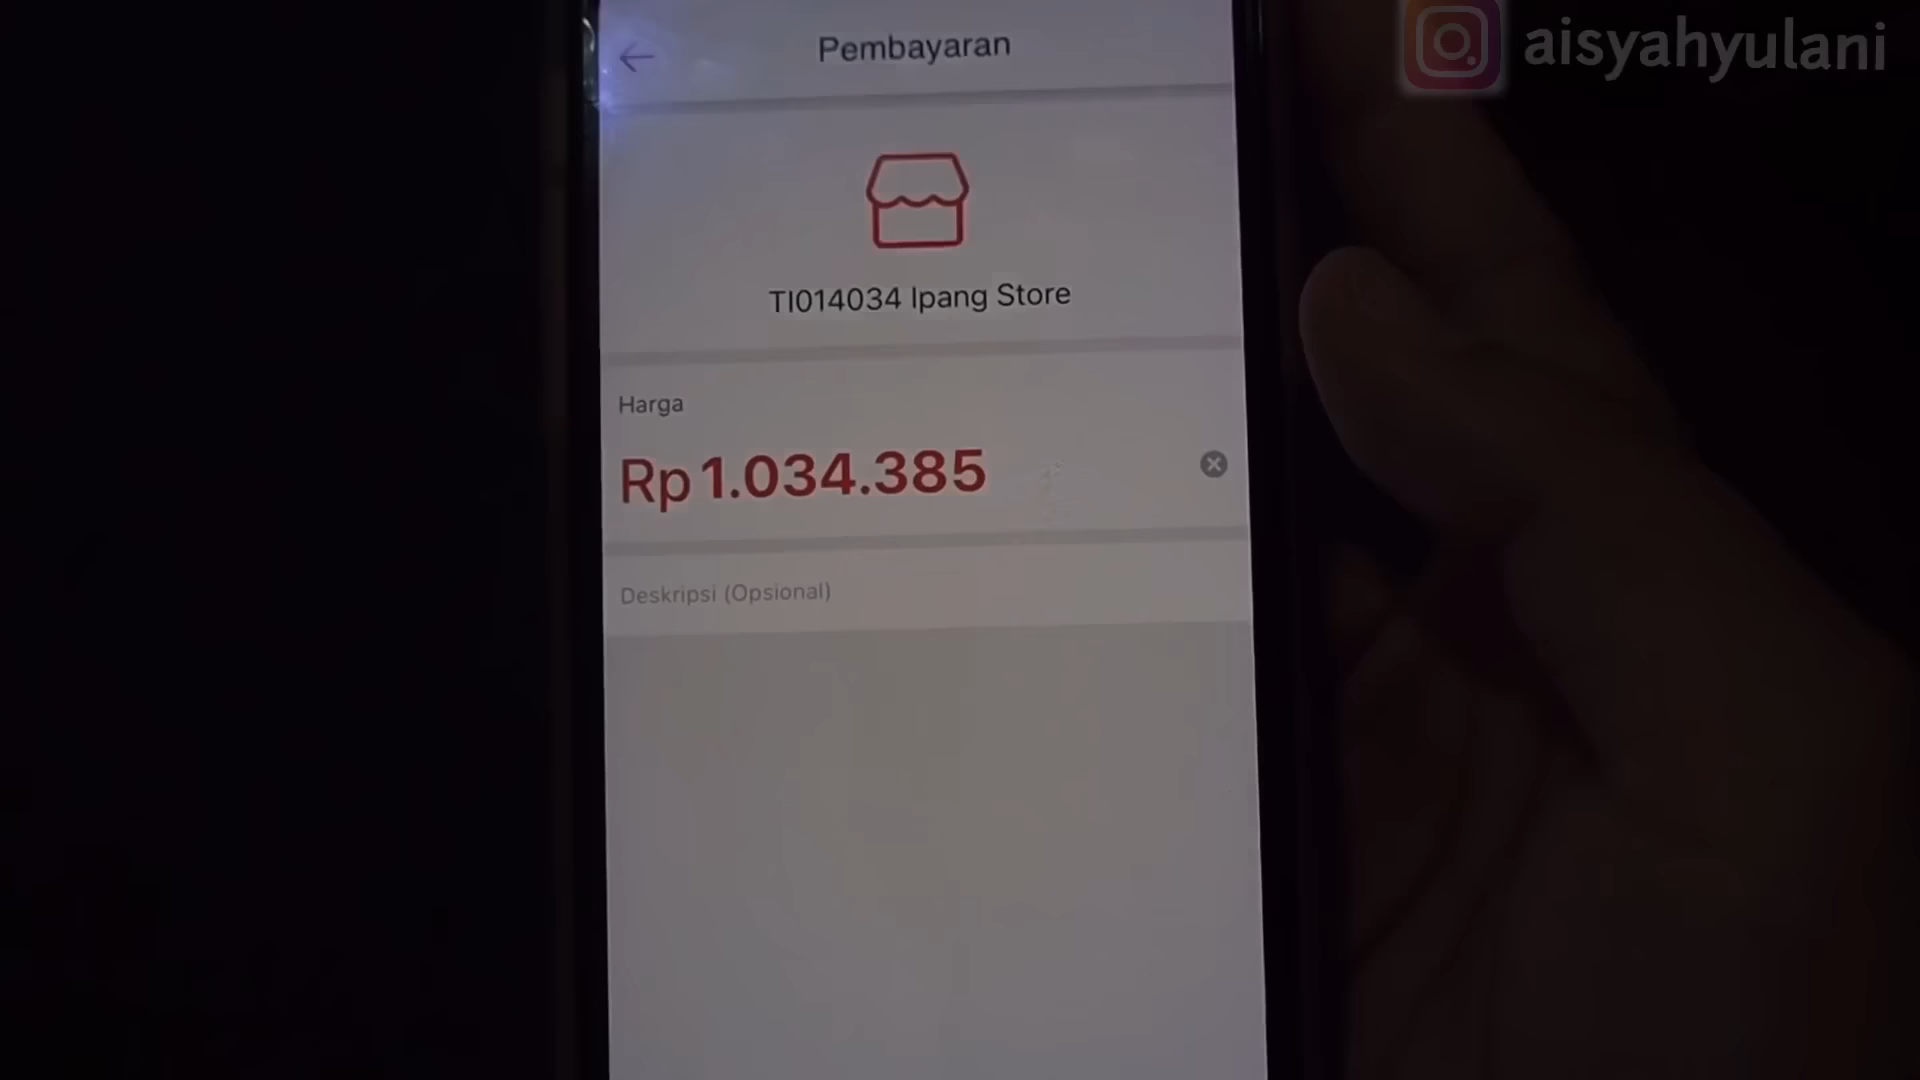 aisyahyulani
Pembayaran
TI014034 Ipang Store
Harga
Rp 1.034.385
Deskripsi (Opsional)